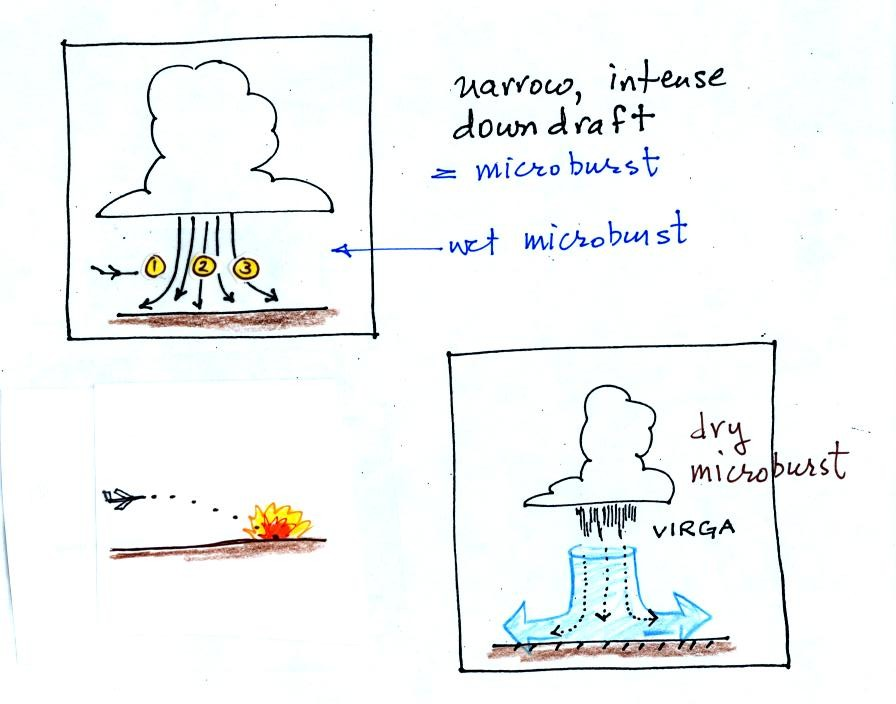 narrow, intense
downdraft
= microburst
wet microburst
1 2 3
dry
microburst
VIRGA